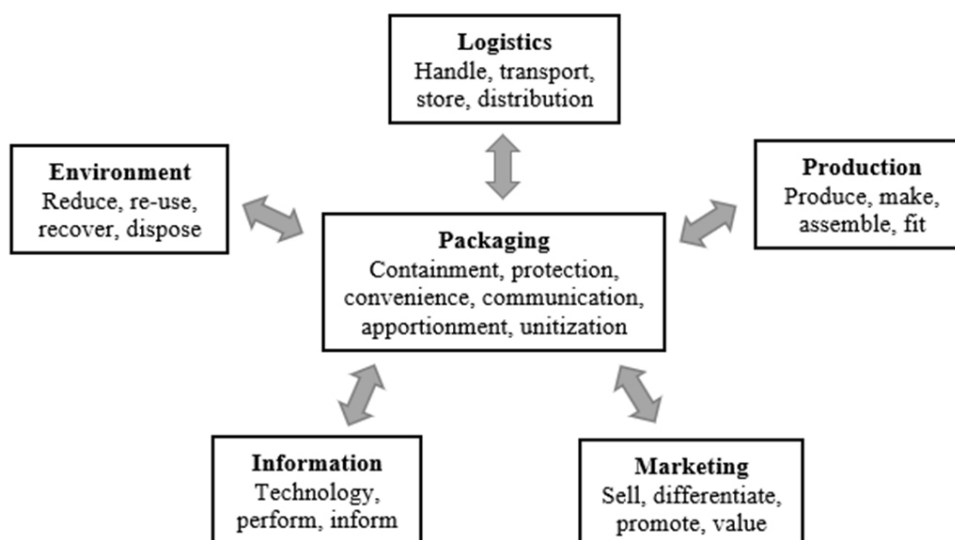 Logistics
Handle, transport,
store, distribution
Environment
Reduce, re-use,
recover, dispose
Production
Produce, make,
assemble, fit
Packaging
Containment, protection,
convenience, communication,
apportionment, unitization
Information
Technology,
perform, inform
Marketing
Sell, differentiate,
promote, value